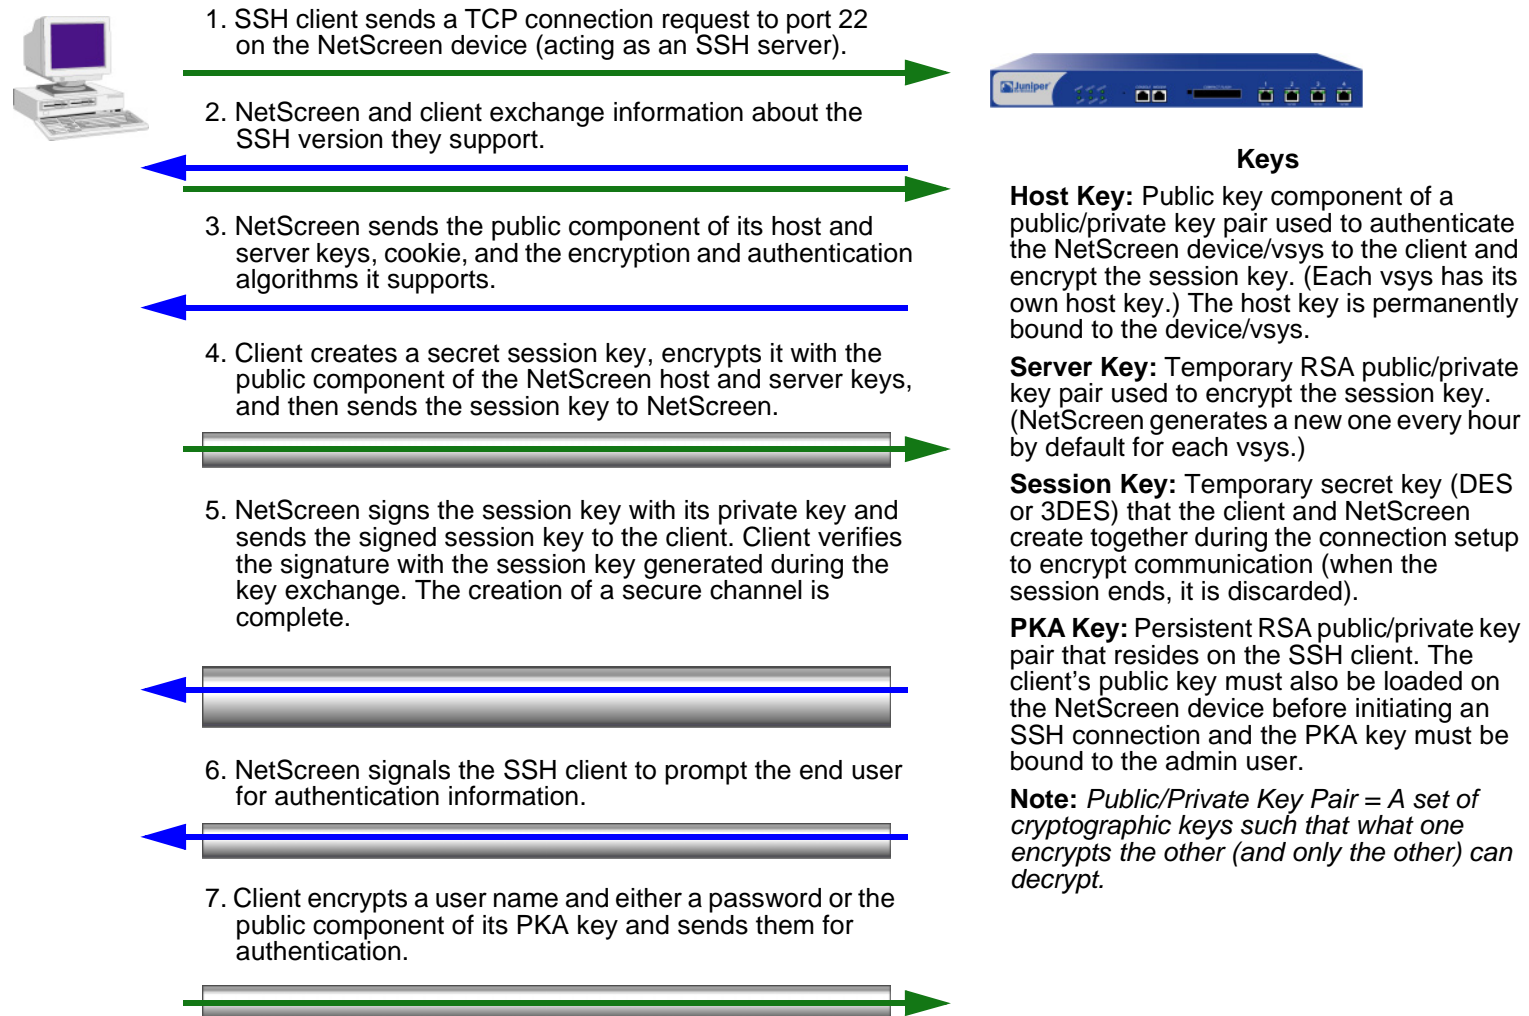 1. SSH client sends a TCP connection request to port 22
on the NetScreen device (acting as an SSH server).
2. NetScreen and client exchange information about the
SSH version they support.
3. NetScreen sends the public component of its host and
server keys, cookie, and the encryption and authentication
algorithms it supports.
4. Client creates a secret session key, encrypts it with the
public component of the NetScreen host and server keys,
and then sends the session key to NetScreen.
5. NetScreen signs the session key with its private key and
sends the signed session key to the client. Client verifies
the signature with the session key generated during the
key exchange. The creation of a secure channel is
complete.
6. NetScreen signals the SSH client to prompt the end user
for authentication information.
7. Client encrypts a user name and either a password or the
public component of its PKA key and sends them for
authentication.
Juniper
1 2 3 4
Keys
Host Key: Public key component of a
public/private key pair used to authenticate
the NetScreen device/vsys to the client and
encrypt the session key. (Each vsys has its
own host key.) The host key is permanently
bound to the device/vsys.
Server Key: Temporary RSA public/private
key pair used to encrypt the session key.
(NetScreen generates a new one every hour
by default for each vsys.)
Session Key: Temporary secret key (DES
or 3DES) that the client and NetScreen
create together during the connection setup
to encrypt communication (when the
session ends, it is discarded).
PKA Key: Persistent RSA public/private key
pair that resides on the SSH client. The
client's public key must also be loaded on
the NetScreen device before initiating an
SSH connection and the PKA key must be
bound to the admin user.
Note: Public/Private Key Pair = A set of
cryptographic keys such that what one
encrypts the other (and only the other) can
decrypt.